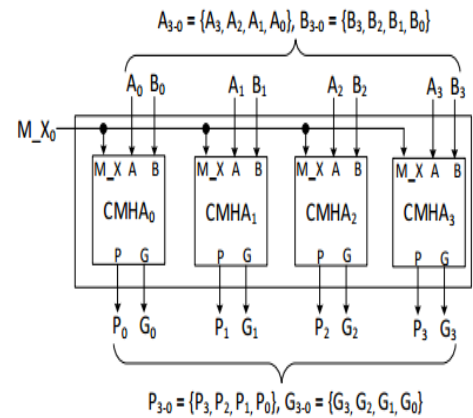 A₃₋₀ = {A₃, A₂, A₁, A₀}, B₃₋₀ = {B₃, B₂, B₁, B₀}
A₀ B₀ A₁ B₁ A₂ B₂ A₃ B₃
M_X₀
M_X A B M_X A B M_X A B M_X A B
CMHA₀ CMHA₁ CMHA₂ CMHA₃
P G P G P G P G
P₀ G₀ P₁ G₁ P₂ G₂ P₃ G₃
P₃₋₀ = {P₃, P₂, P₁, P₀}, G₃₋₀ = {G₃, G₂, G₁, G₀}